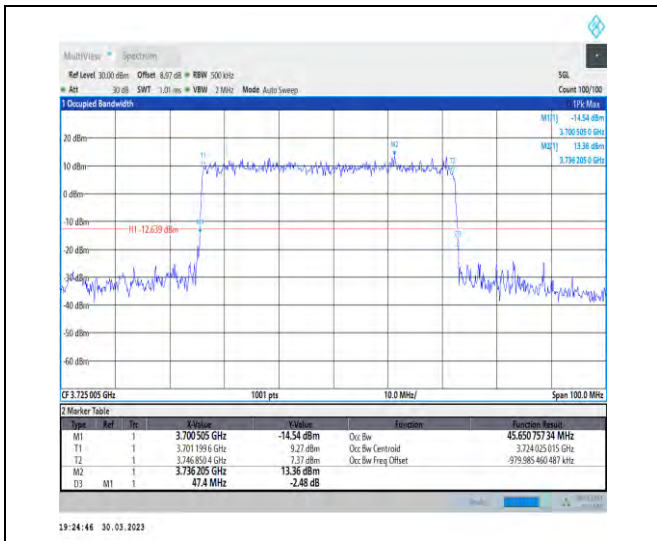 MultiView Spectrum
Ref Level 30.00 dBm Offset 8.97 dB RBW 500 kHz SGL
Att 30 dB SWT 1.01 ms VBW 2 MHz Mode Auto Sweep Count 100/100
1 Occupied Bandwidth 1Pk Max
M1[1] -14.54 dBm
3.700 505 0 GHz
M2[1] 13.36 dBm
3.736 205 0 GHz
20 dBm
M2
T1 T2
10 dBm
0 dBm
-10 dBm
H1 -12.639 dBm
-20 dBm
-30 dBm
-40 dBm
-50 dBm
-60 dBm
CF 3.725 005 GHz 1001 pts 10.0 MHz/ Span 100.0 MHz
2 Marker Table
Type Ref Trc X-Value Y-Value Function Function Result
M1 1 3.700 505 GHz -14.54 dBm Occ Bw 45.650 757 34 MHz
T1 1 3.701 199 6 GHz 9.27 dBm Occ Bw Centroid 3.724 025 015 GHz
T2 1 3.746 850 4 GHz 7.37 dBm Occ Bw Freq Offset -979.985 460 487 kHz
M2 1 3.736 205 GHz 13.36 dBm
D3 M1 1 47.4 MHz -2.48 dB
19:24:46 30.03.2023